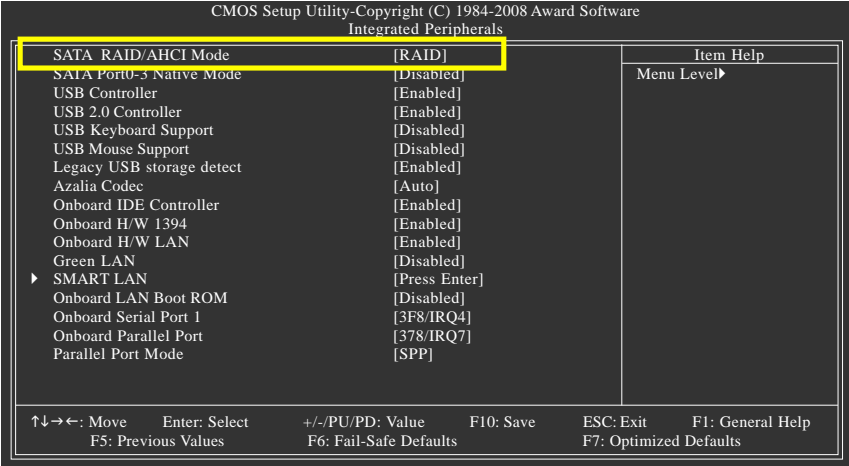 CMOS Setup Utility-Copyright (C) 1984-2008 Award Software
Integrated Peripherals
SATA RAID/AHCI Mode [RAID] Item Help
SATA Port0-3 Native Mode [Disabled] Menu Level▶
USB Controller [Enabled]
USB 2.0 Controller [Enabled]
USB Keyboard Support [Disabled]
USB Mouse Support [Disabled]
Legacy USB storage detect [Enabled]
Azalia Codec [Auto]
Onboard IDE Controller [Enabled]
Onboard H/W 1394 [Enabled]
Onboard H/W LAN [Enabled]
Green LAN [Disabled]
▶ SMART LAN [Press Enter]
Onboard LAN Boot ROM [Disabled]
Onboard Serial Port 1 [3F8/IRQ4]
Onboard Parallel Port [378/IRQ7]
Parallel Port Mode [SPP]
↑↓→←: Move Enter: Select +/-/PU/PD: Value F10: Save ESC: Exit F1: General Help
F5: Previous Values F6: Fail-Safe Defaults F7: Optimized Defaults